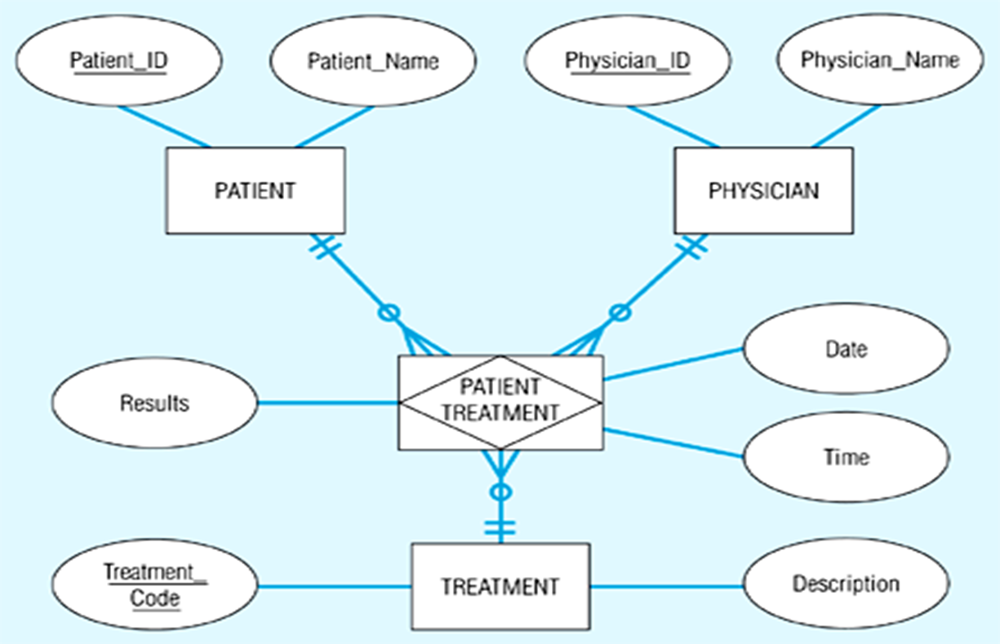 Patient_ID
Patient_Name
Physician_ID
Physician_Name
PATIENT
PHYSICIAN
Date
PATIENT
TREATMENT
Results
Time
Treatment_
Code
TREATMENT
Description